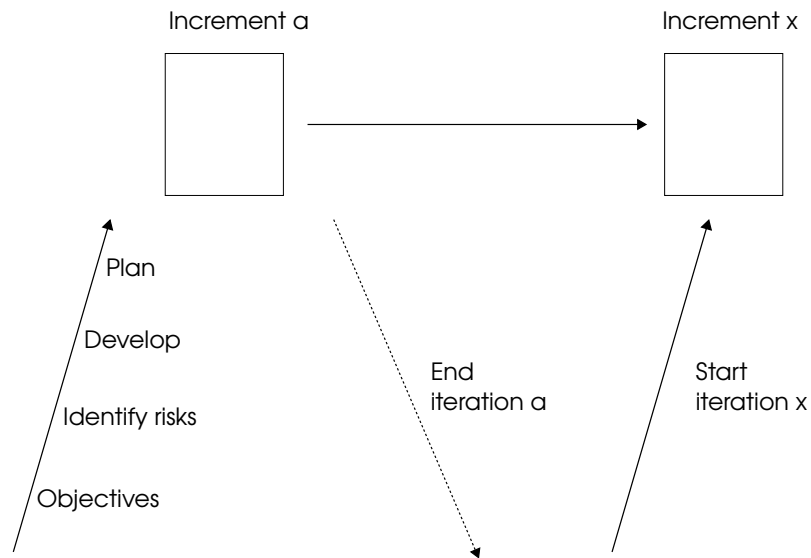 Increment a
Increment x
Plan
Develop
Identify risks
Objectives
End
iteration a
Start
iteration x